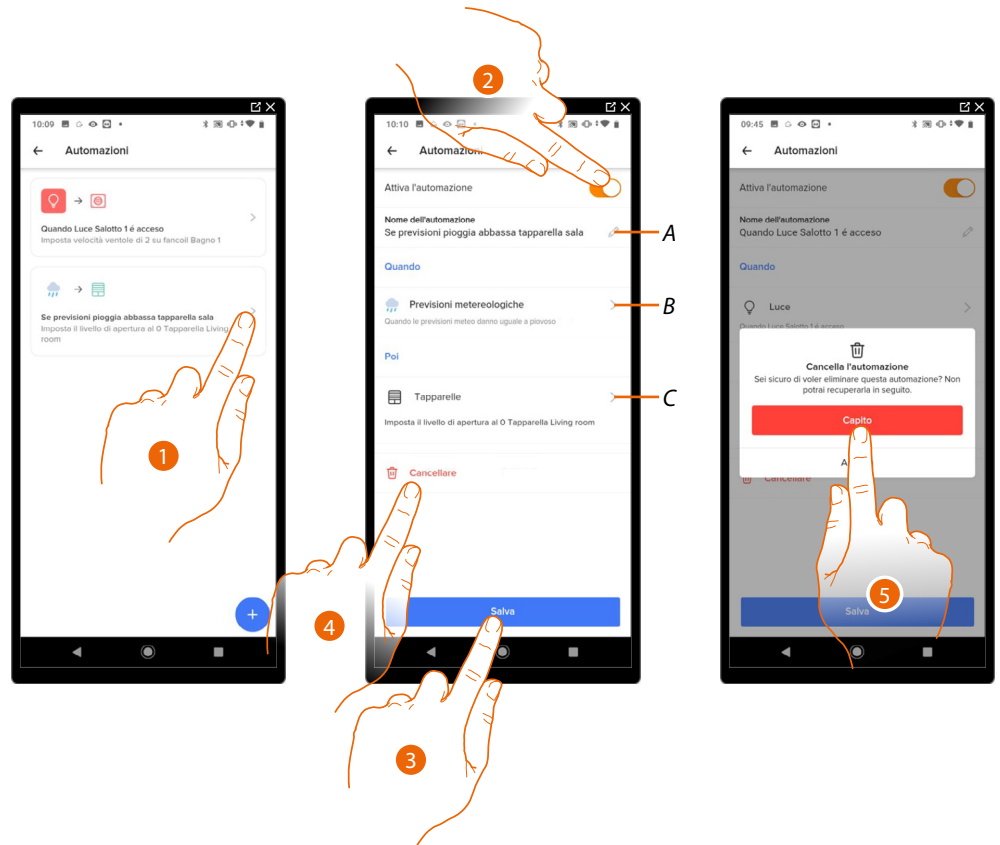 10:09
Automazioni
Quando Luce Salotto 1 é acceso
Imposta velocità ventole di 2 su fancoil Bagno 1
Se previsioni pioggia abbassa tapparella sala
Imposta il livello di apertura al 0 Tapparella Living
room
+
1
2
10:10
Automazioni
Attiva l'automazione
Nome dell'automazione
Se previsioni pioggia abbassa tapparella sala
A
Quando
Previsioni metereologiche
B
Quando le previsioni meteo danno uguale a piovoso
Poi
Tapparelle
C
Imposta il livello di apertura al 0 Tapparella Living room
Cancellare
4
Salva
3
09:45
Automazioni
Attiva l'automazione
Nome dell'automazione
Quando Luce Salotto 1 é acceso
Quando
Luce
Quando Luce Salotto 1 é acceso
Cancella l'automazione
Sei sicuro di voler eliminare questa automazione? Non
potrai recuperarla in seguito.
Capito
Cancellare
5
Salva